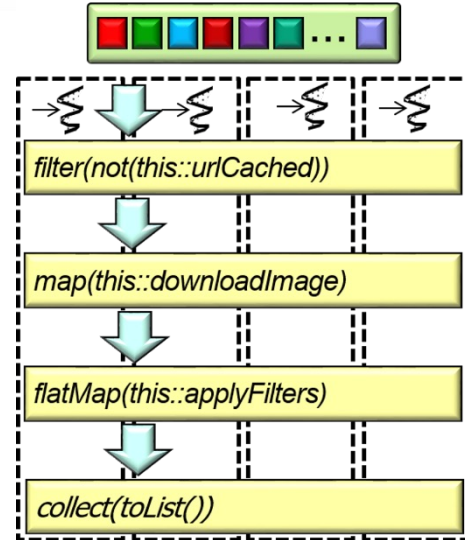 ...
filter(not(this::urlCached))
map(this::downloadImage)
flatMap(this::applyFilters)
collect(toList())